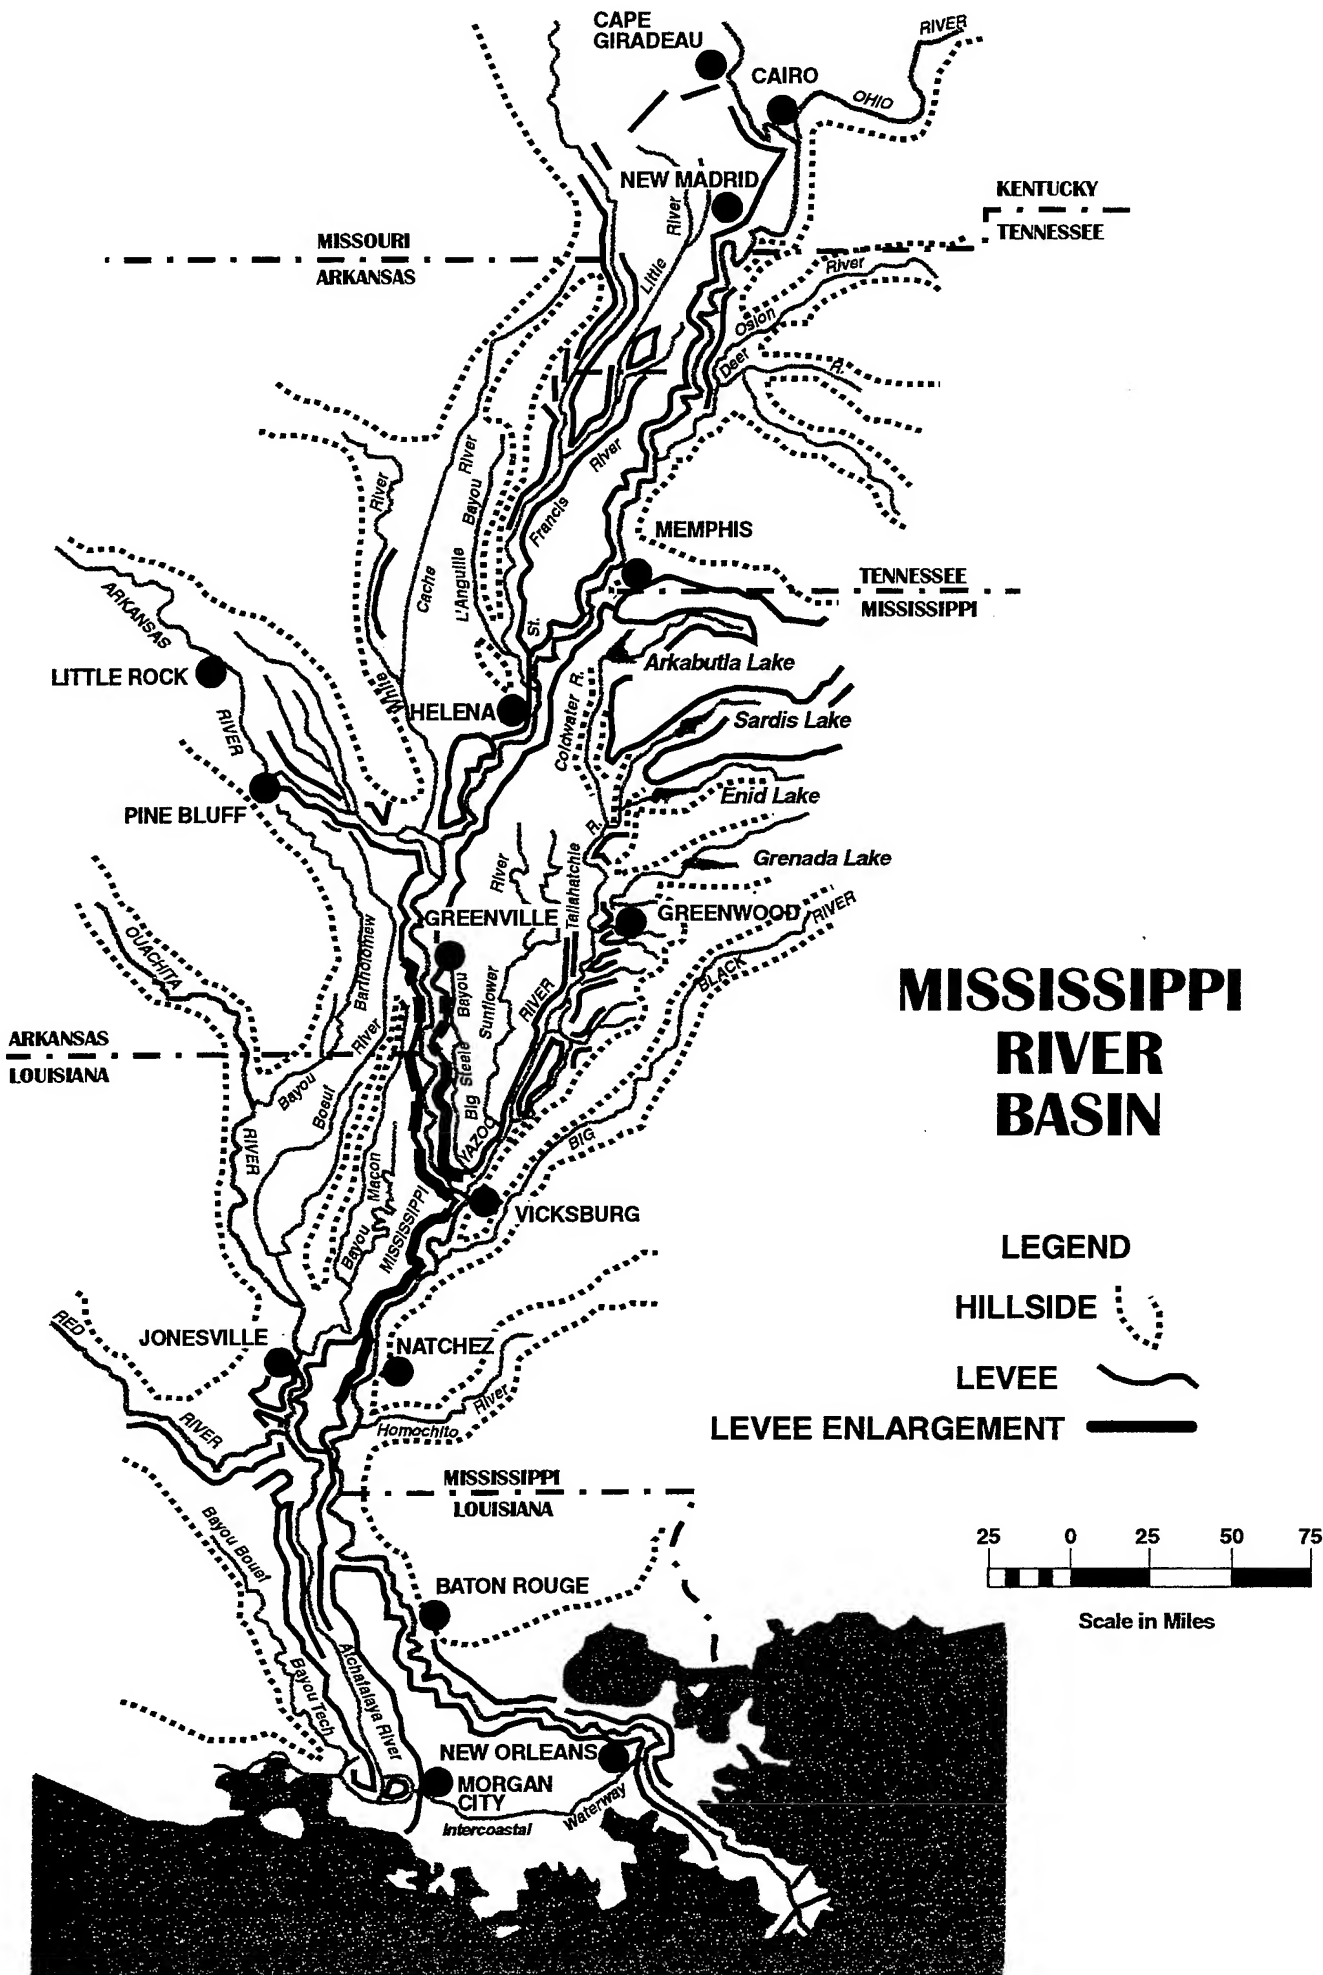 CAPE
GIRADEAU
RIVER
CAIRO
OHIO
NEW MADRID
River
KENTUCKY
TENNESSEE
MISSOURI
ARKANSAS
Little
River
Osion
Deer
R.
River
River
River
Bayou
Francis
MEMPHIS
TENNESSEE
MISSISSIPPI
Cache
L'Anguille
St.
ARKANSAS
LITTLE ROCK
Arkabutla Lake
White
HELENA
Coldwater R.
Sardis Lake
RIVER
PINE BLUFF
Enid Lake
R.
River
Tallahatchie
Grenada Lake
GREENVILLE
GREENWOOD
RIVER
OUACHITA
Bartholomew
BLACK
Bayou
Sunflower
RIVER
MISSISSIPPI
RIVER
BASIN
ARKANSAS
LOUISIANA
River
Steele
Big
Bayou
Boeuf
RIVER
YAZOO
BIG
Macon
Bayou
MISSISSIPPI
VICKSBURG
LEGEND
HILLSIDE
LEVEE
LEVEE ENLARGEMENT
RED
JONESVILLE
NATCHEZ
River
Homochito
RIVER
MISSISSIPPI
LOUISIANA
Bayou Bouef
25 0 25 50 75
Scale in Miles
BATON ROUGE
Atchafalaya River
Bayou Tech
NEW ORLEANS
MORGAN
CITY
Intercoastal
Waterway